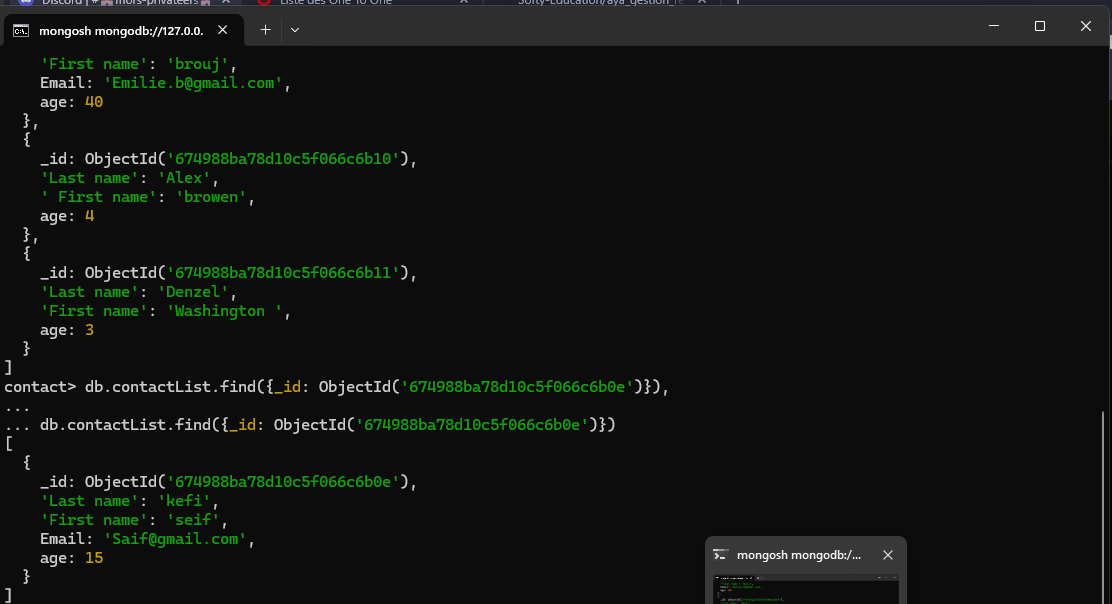 Discord | # mors-privateers
Liste des One To One
mongosh mongodb://127.0.0.
'First name': 'brouj',
Email: 'Emilie.b@gmail.com',
age: 40
},
{
_id: ObjectId('674988ba78d10c5f066c6b10'),
'Last name': 'Alex',
' First name': 'browen',
age: 4
},
{
_id: ObjectId('674988ba78d10c5f066c6b11'),
'Last name': 'Denzel',
'First name': 'Washington ',
age: 3
}
]
contact> db.contactList.find({_id: ObjectId('674988ba78d10c5f066c6b0e')}),
...
... db.contactList.find({_id: ObjectId('674988ba78d10c5f066c6b0e')})
[
{
_id: ObjectId('674988ba78d10c5f066c6b0e'),
'Last name': 'kefi',
'First name': 'seif',
Email: 'Saif@gmail.com',
age: 15
}
]
mongosh mongodb:/...